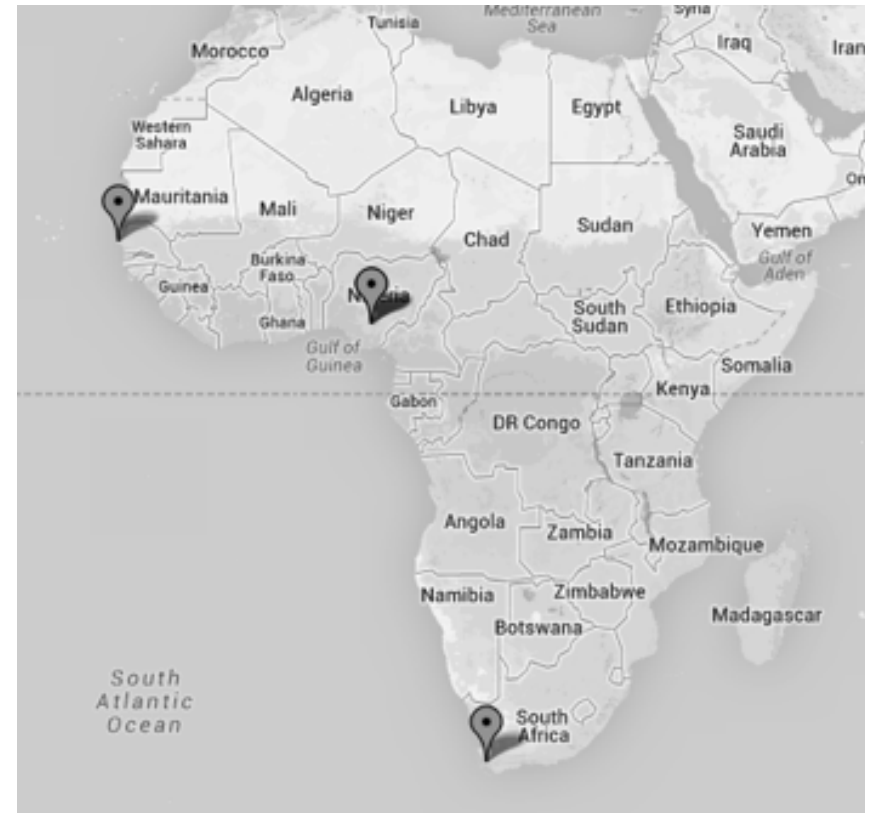 Mediterranean
Sea
Syria
Tunisia
Iraq
Iran
Morocco
Algeria
Libya
Egypt
Western
Sahara
Saudi
Arabia
Mauritania
Mali
Niger
Chad
Sudan
Yemen
Gulf of
Aden
Burkina
Faso
Guinea
Ghana
South
Sudan
Ethiopia
Gulf of
Guinea
Somalia
Gabon
Kenya
DR Congo
Tanzania
Angola
Zambia
Mozambique
Namibia
Zimbabwe
Botswana
Madagascar
South
Atlantic
Ocean
South
Africa